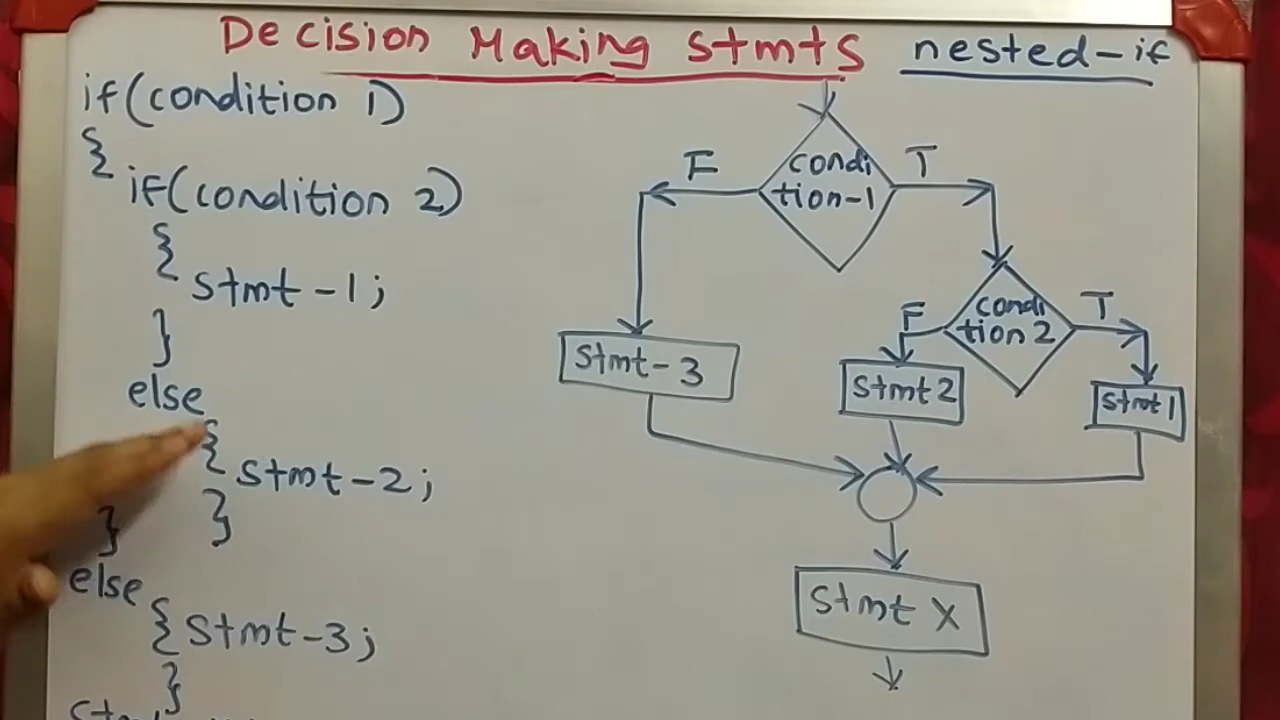 Decision Making stmts nested-if
if(condition 1)
{
if(condition 2)
{
stmt-1;
}
else
{
stmt-2;
}
}
else
{stmt-3;
}
F
condi
tion-1
T
F
condi
tion 2
T
stmt-3
stmt 2
stmt 1
stmt X